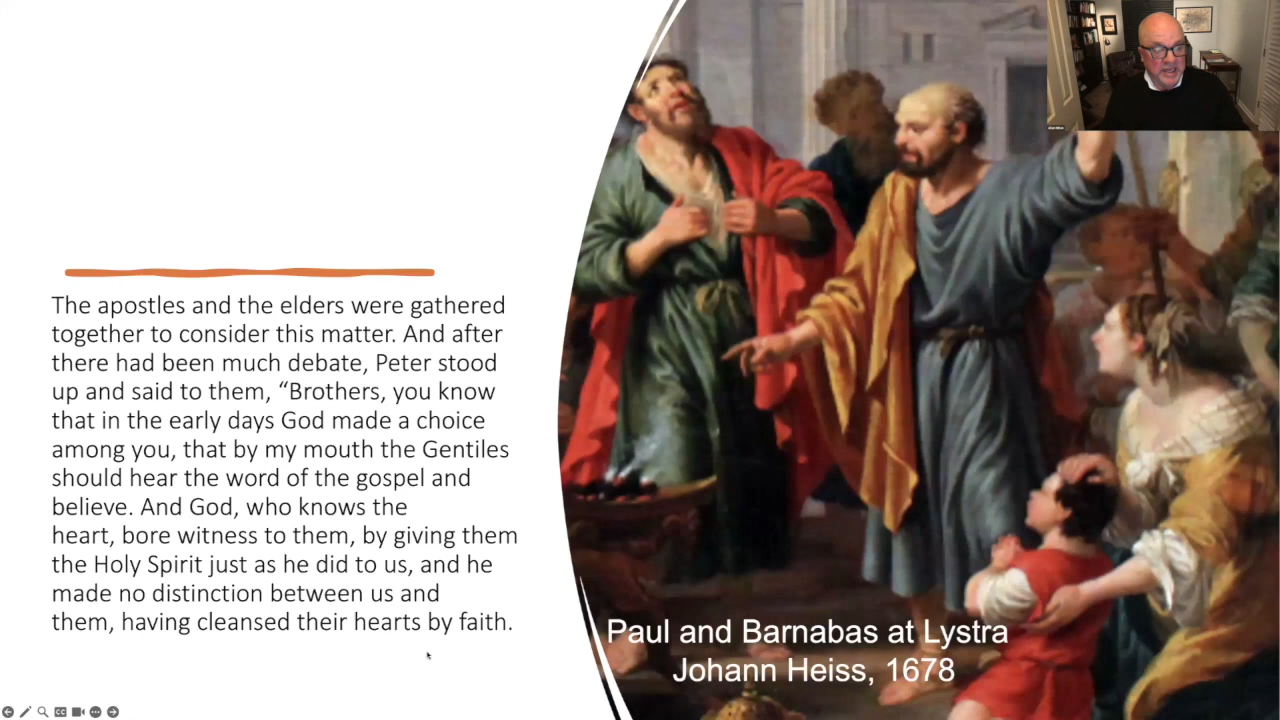 The apostles and the elders were gathered
together to consider this matter. And after
there had been much debate, Peter stood
up and said to them, “Brothers, you know
that in the early days God made a choice
among you, that by my mouth the Gentiles
should hear the word of the gospel and
believe. And God, who knows the
heart, bore witness to them, by giving them
the Holy Spirit just as he did to us, and he
made no distinction between us and
them, having cleansed their hearts by faith.
Paul and Barnabas at Lystra
Johann Heiss, 1678